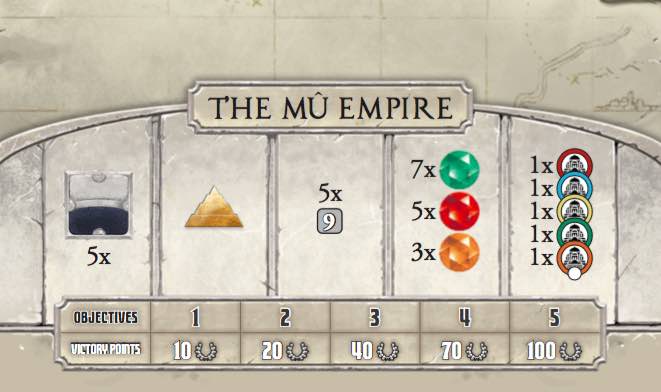 THE MÛ EMPIRE
5x
5x
9
7x
5x
3x
1x
1x
1x
1x
1x
OBJECTIVES 1 2 3 4 5
VICTORY POINTS 10 20 40 70 100